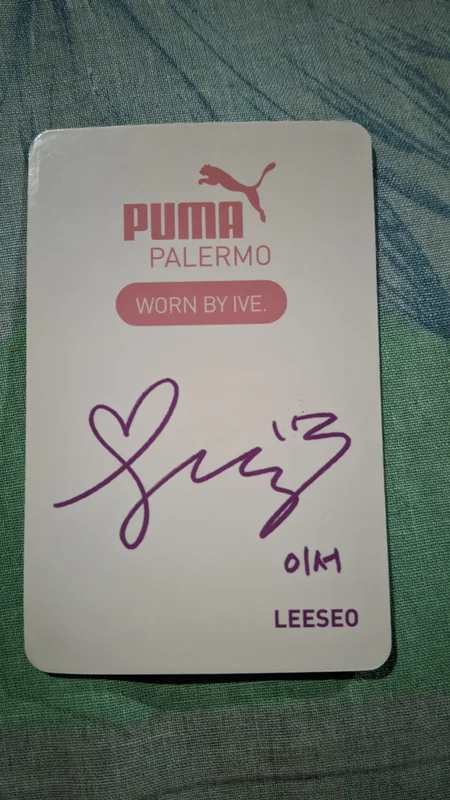 PUMA
PALERMO
WORN BY IVE.
이서
LEESEO